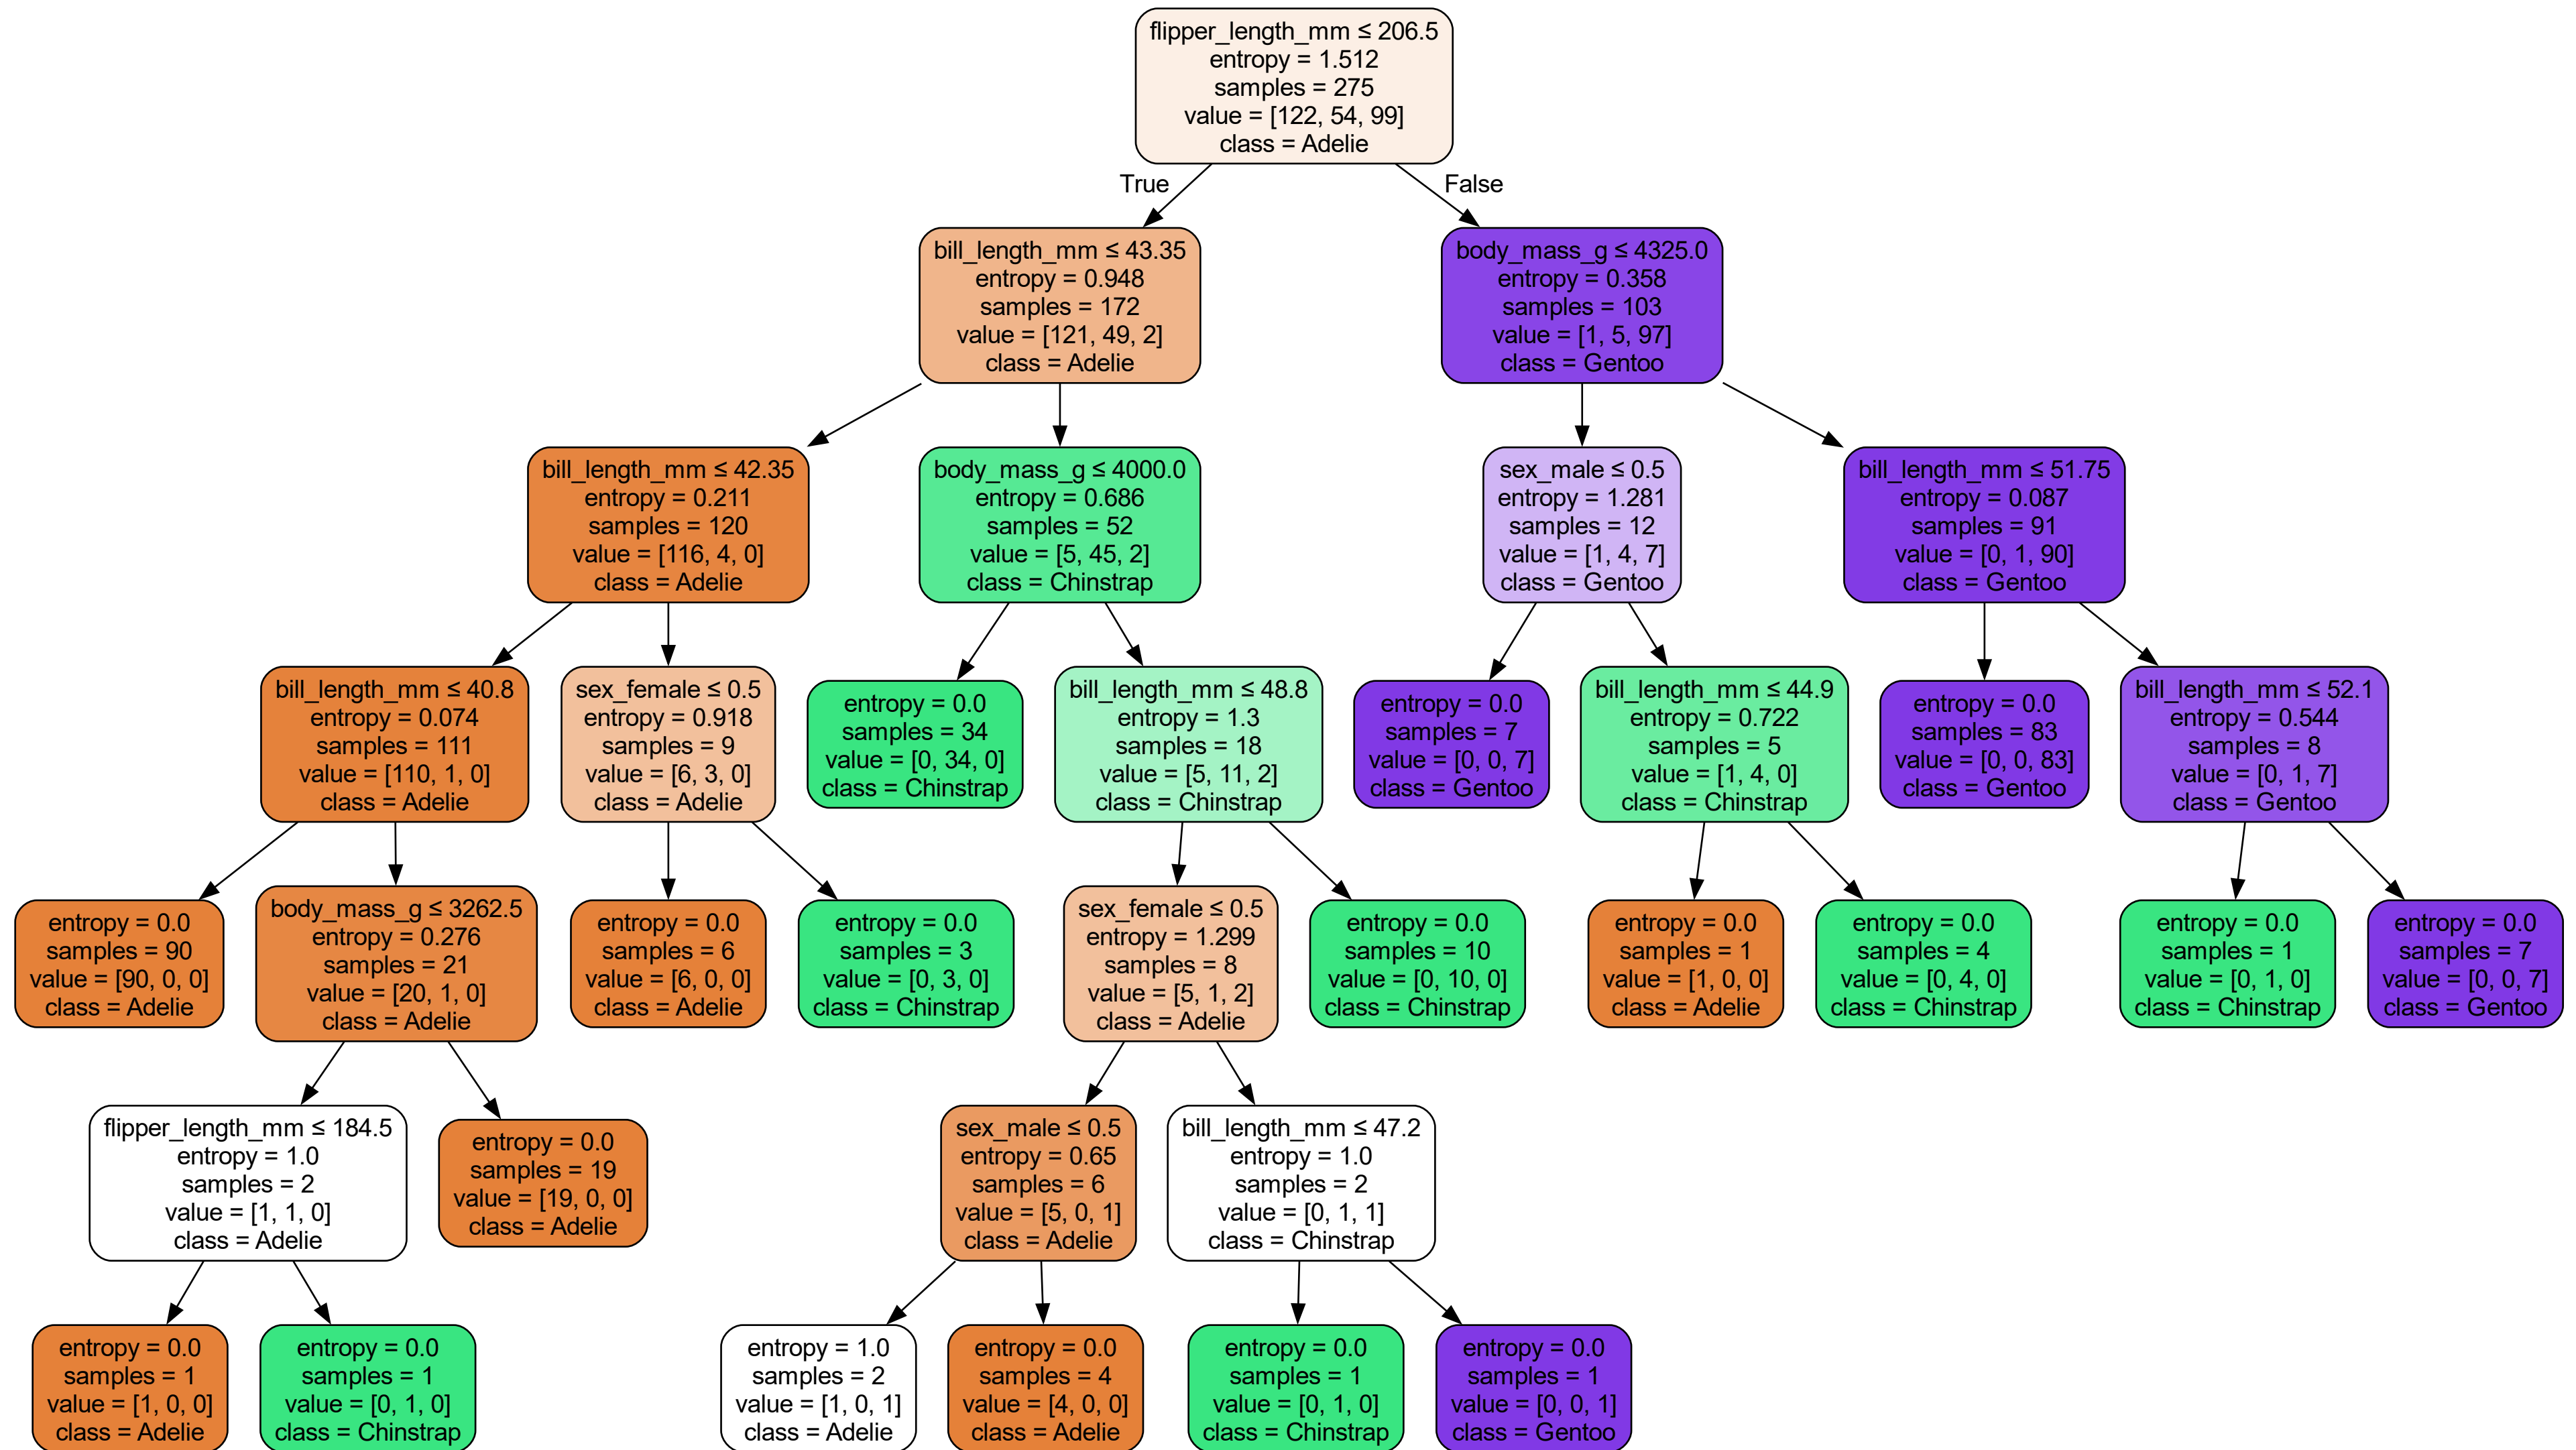 flipper_length_mm ≤ 206.5
entropy = 1.512
samples = 275
value = [122, 54, 99]
class = Adelie
True
False
bill_length_mm ≤ 43.35
entropy = 0.948
samples = 172
value = [121, 49, 2]
class = Adelie
body_mass_g ≤ 4325.0
entropy = 0.358
samples = 103
value = [1, 5, 97]
class = Gentoo
bill_length_mm ≤ 42.35
entropy = 0.211
samples = 120
value = [116, 4, 0]
class = Adelie
body_mass_g ≤ 4000.0
entropy = 0.686
samples = 52
value = [5, 45, 2]
class = Chinstrap
sex_male ≤ 0.5
entropy = 1.281
samples = 12
value = [1, 4, 7]
class = Gentoo
bill_length_mm ≤ 51.75
entropy = 0.087
samples = 91
value = [0, 1, 90]
class = Gentoo
bill_length_mm ≤ 40.8
entropy = 0.074
samples = 111
value = [110, 1, 0]
class = Adelie
sex_female ≤ 0.5
entropy = 0.918
samples = 9
value = [6, 3, 0]
class = Adelie
entropy = 0.0
samples = 34
value = [0, 34, 0]
class = Chinstrap
bill_length_mm ≤ 48.8
entropy = 1.3
samples = 18
value = [5, 11, 2]
class = Chinstrap
entropy = 0.0
samples = 7
value = [0, 0, 7]
class = Gentoo
bill_length_mm ≤ 44.9
entropy = 0.722
samples = 5
value = [1, 4, 0]
class = Chinstrap
entropy = 0.0
samples = 83
value = [0, 0, 83]
class = Gentoo
bill_length_mm ≤ 52.1
entropy = 0.544
samples = 8
value = [0, 1, 7]
class = Gentoo
entropy = 0.0
samples = 90
value = [90, 0, 0]
class = Adelie
body_mass_g ≤ 3262.5
entropy = 0.276
samples = 21
value = [20, 1, 0]
class = Adelie
entropy = 0.0
samples = 6
value = [6, 0, 0]
class = Adelie
entropy = 0.0
samples = 3
value = [0, 3, 0]
class = Chinstrap
sex_female ≤ 0.5
entropy = 1.299
samples = 8
value = [5, 1, 2]
class = Adelie
entropy = 0.0
samples = 10
value = [0, 10, 0]
class = Chinstrap
entropy = 0.0
samples = 1
value = [1, 0, 0]
class = Adelie
entropy = 0.0
samples = 4
value = [0, 4, 0]
class = Chinstrap
entropy = 0.0
samples = 1
value = [0, 1, 0]
class = Chinstrap
entropy = 0.0
samples = 7
value = [0, 0, 7]
class = Gentoo
flipper_length_mm ≤ 184.5
entropy = 1.0
samples = 2
value = [1, 1, 0]
class = Adelie
entropy = 0.0
samples = 19
value = [19, 0, 0]
class = Adelie
sex_male ≤ 0.5
entropy = 0.65
samples = 6
value = [5, 0, 1]
class = Adelie
bill_length_mm ≤ 47.2
entropy = 1.0
samples = 2
value = [0, 1, 1]
class = Chinstrap
entropy = 0.0
samples = 1
value = [1, 0, 0]
class = Adelie
entropy = 0.0
samples = 1
value = [0, 1, 0]
class = Chinstrap
entropy = 1.0
samples = 2
value = [1, 0, 1]
class = Adelie
entropy = 0.0
samples = 4
value = [4, 0, 0]
class = Adelie
entropy = 0.0
samples = 1
value = [0, 1, 0]
class = Chinstrap
entropy = 0.0
samples = 1
value = [0, 0, 1]
class = Gentoo